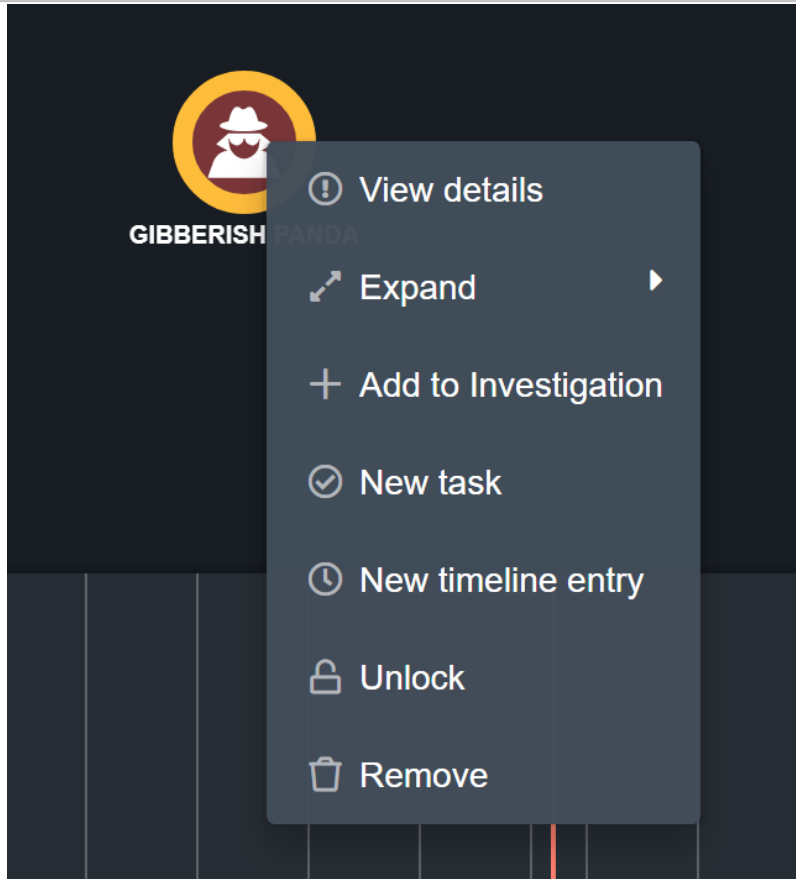 GIBBERISH PANDA
View details
Expand
Add to Investigation
New task
New timeline entry
Unlock
Remove